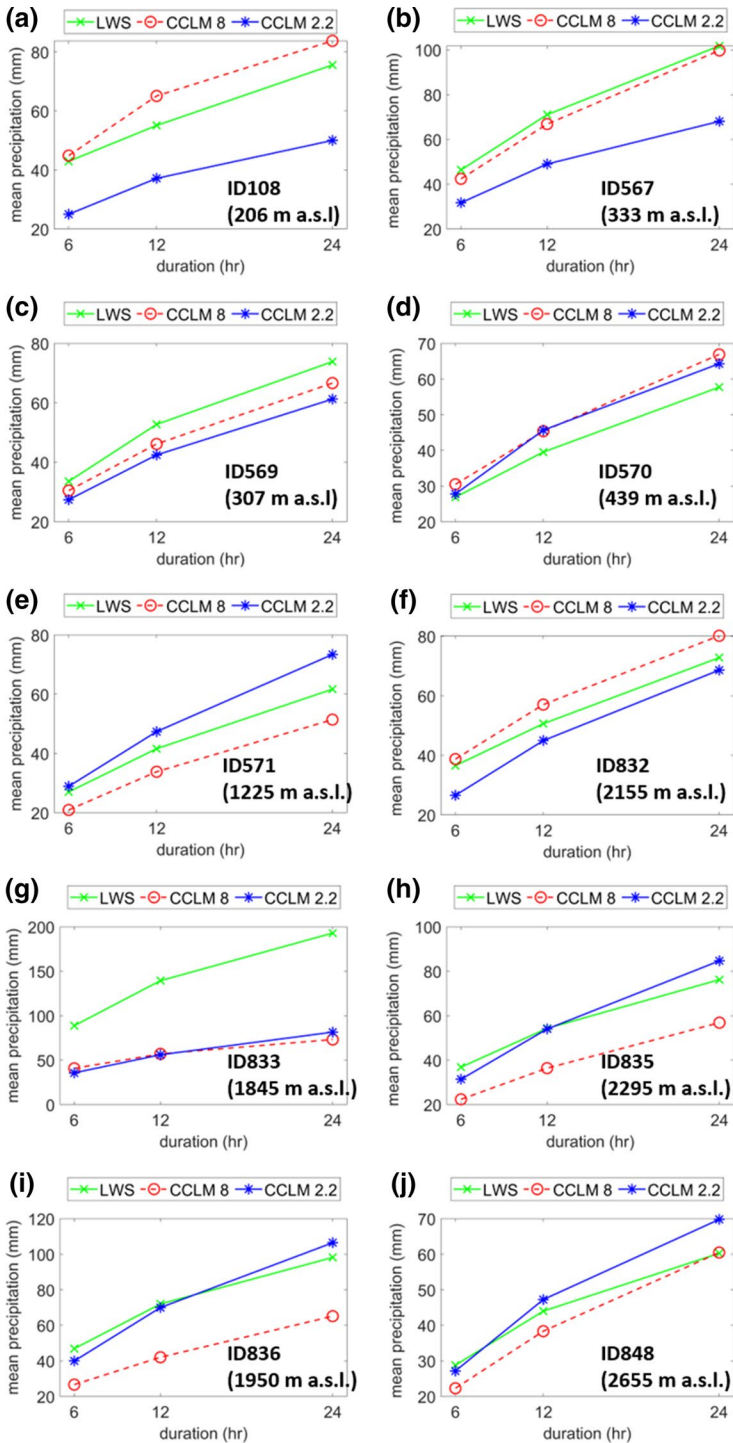 (a)
LWS CCLM 8 CCLM 2.2
mean precipitation (mm)
80
60
40
20
6 12 24
duration (hr)
ID108
(206 m a.s.l)
(b)
LWS CCLM 8 CCLM 2.2
mean precipitation (mm)
100
80
60
40
20
6 12 24
duration (hr)
ID567
(333 m a.s.l.)
(c)
LWS CCLM 8 CCLM 2.2
mean precipitation (mm)
80
60
40
20
6 12 24
duration (hr)
ID569
(307 m a.s.l)
(d)
LWS CCLM 8 CCLM 2.2
mean precipitation (mm)
70
60
50
40
30
20
6 12 24
duration (hr)
ID570
(439 m a.s.l.)
(e)
LWS CCLM 8 CCLM 2.2
mean precipitation (mm)
80
60
40
20
6 12 24
duration (hr)
ID571
(1225 m a.s.l.)
(f)
LWS CCLM 8 CCLM 2.2
mean precipitation (mm)
80
60
40
20
6 12 24
duration (hr)
ID832
(2155 m a.s.l.)
(g)
LWS CCLM 8 CCLM 2.2
mean precipitation (mm)
200
150
100
50
0
6 12 24
duration (hr)
ID833
(1845 m a.s.l.)
(h)
LWS CCLM 8 CCLM 2.2
mean precipitation (mm)
100
80
60
40
20
6 12 24
duration (hr)
ID835
(2295 m a.s.l.)
(i)
LWS CCLM 8 CCLM 2.2
mean precipitation (mm)
120
100
80
60
40
20
6 12 24
duration (hr)
ID836
(1950 m a.s.l.)
(j)
LWS CCLM 8 CCLM 2.2
mean precipitation (mm)
70
60
50
40
30
20
6 12 24
duration (hr)
ID848
(2655 m a.s.l.)